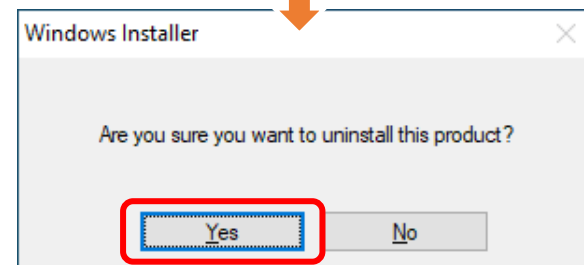 Windows Installer
Are you sure you want to uninstall this product?
Yes
No